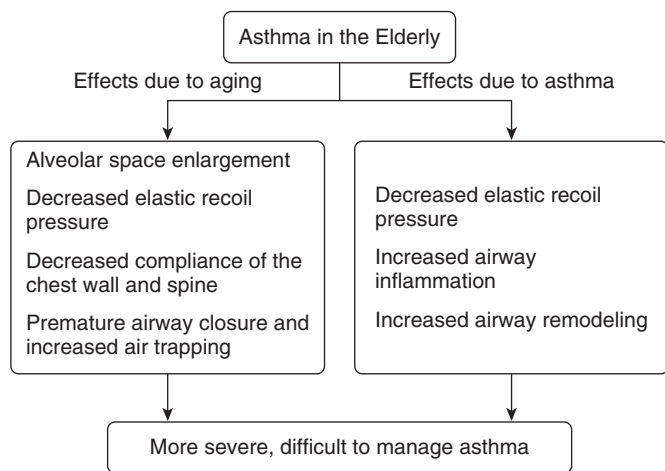 Asthma in the Elderly
Effects due to aging
Effects due to asthma
Alveolar space enlargement
Decreased elastic recoil
pressure
Decreased compliance of the
chest wall and spine
Premature airway closure and
increased air trapping
Decreased elastic recoil
pressure
Increased airway
inflammation
Increased airway remodeling
More severe, difficult to manage asthma